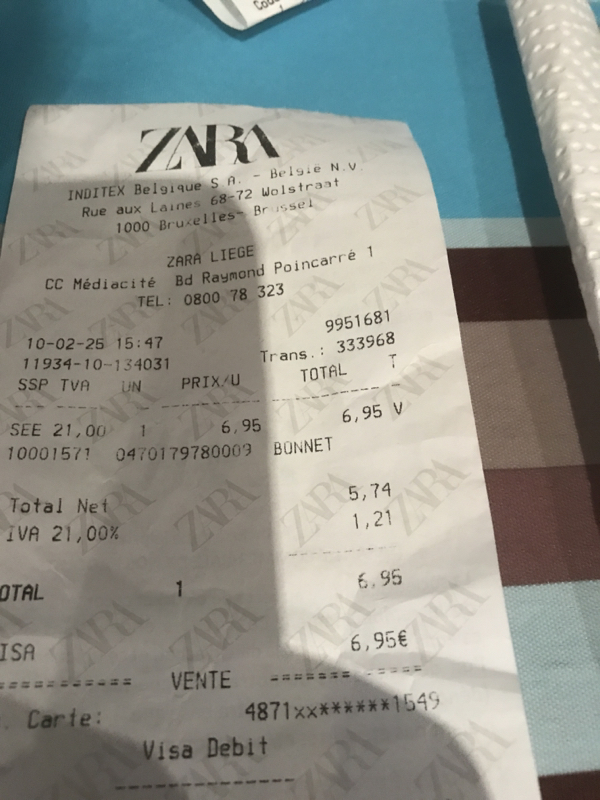 ZARA
INDITEX Belgique S A. - België N.V.
Rue aux Laines 68-72 Wolstraat
1000 Bruxelles- Brussel
ZARA LIEGE
CC Médiacité Bd Raymond Poincarré 1
TEL: 0800 78 323
9951681
10-02-25 15:47
Trans.: 333968
11934-10-134031
SSP TVA UN PRIX/U TOTAL T
SEE 21,00 1 6,95 6,95 V
10001571 0470179780009 BONNET
Total Net 5,74
IVA 21,00% 1,21
OTAL 1 6,95
ISA 6,95€
============ VENTE ======= =====
. Carte: 4871xx******1549
Visa Debit